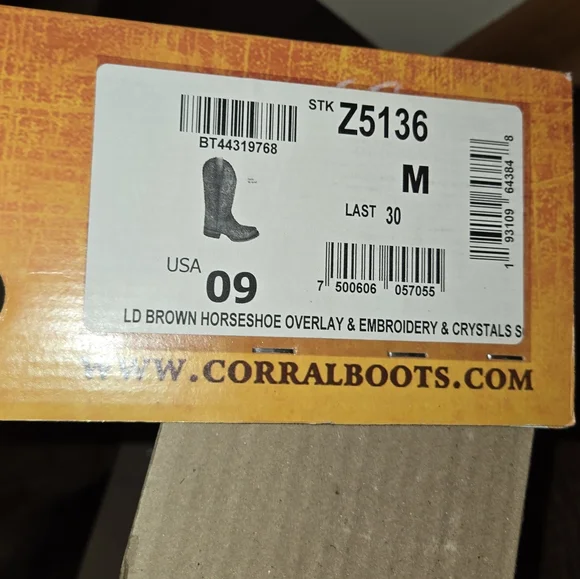 STK Z5136
BT44319768
M
LAST 30
USA 09
7 500606 057055
1 93109 64384 8
LD BROWN HORSESHOE OVERLAY & EMBROIDERY & CRYSTALS
WWW.CORRALBOOTS.COM